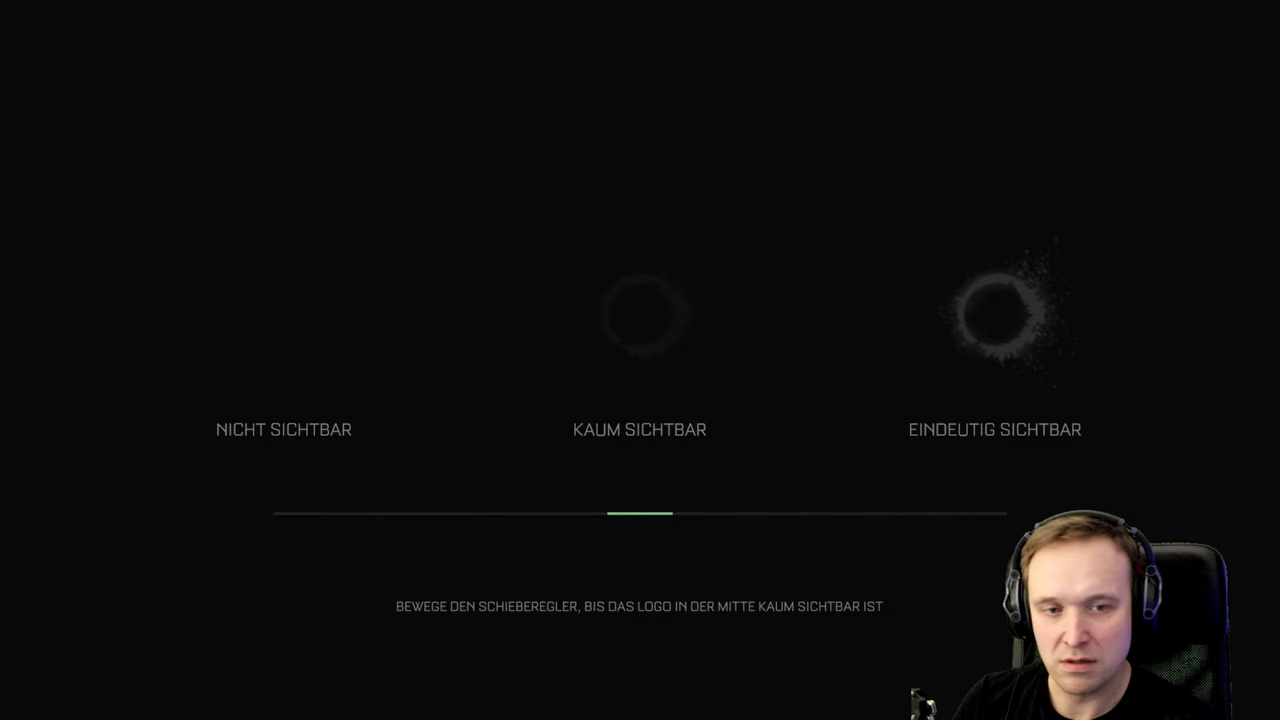 NICHT SICHTBAR
KAUM SICHTBAR
EINDEUTIG SICHTBAR
BEWEGE DEN SCHIEBEREGLER, BIS DAS LOGO IN DER MITTE KAUM SICHTBAR IST